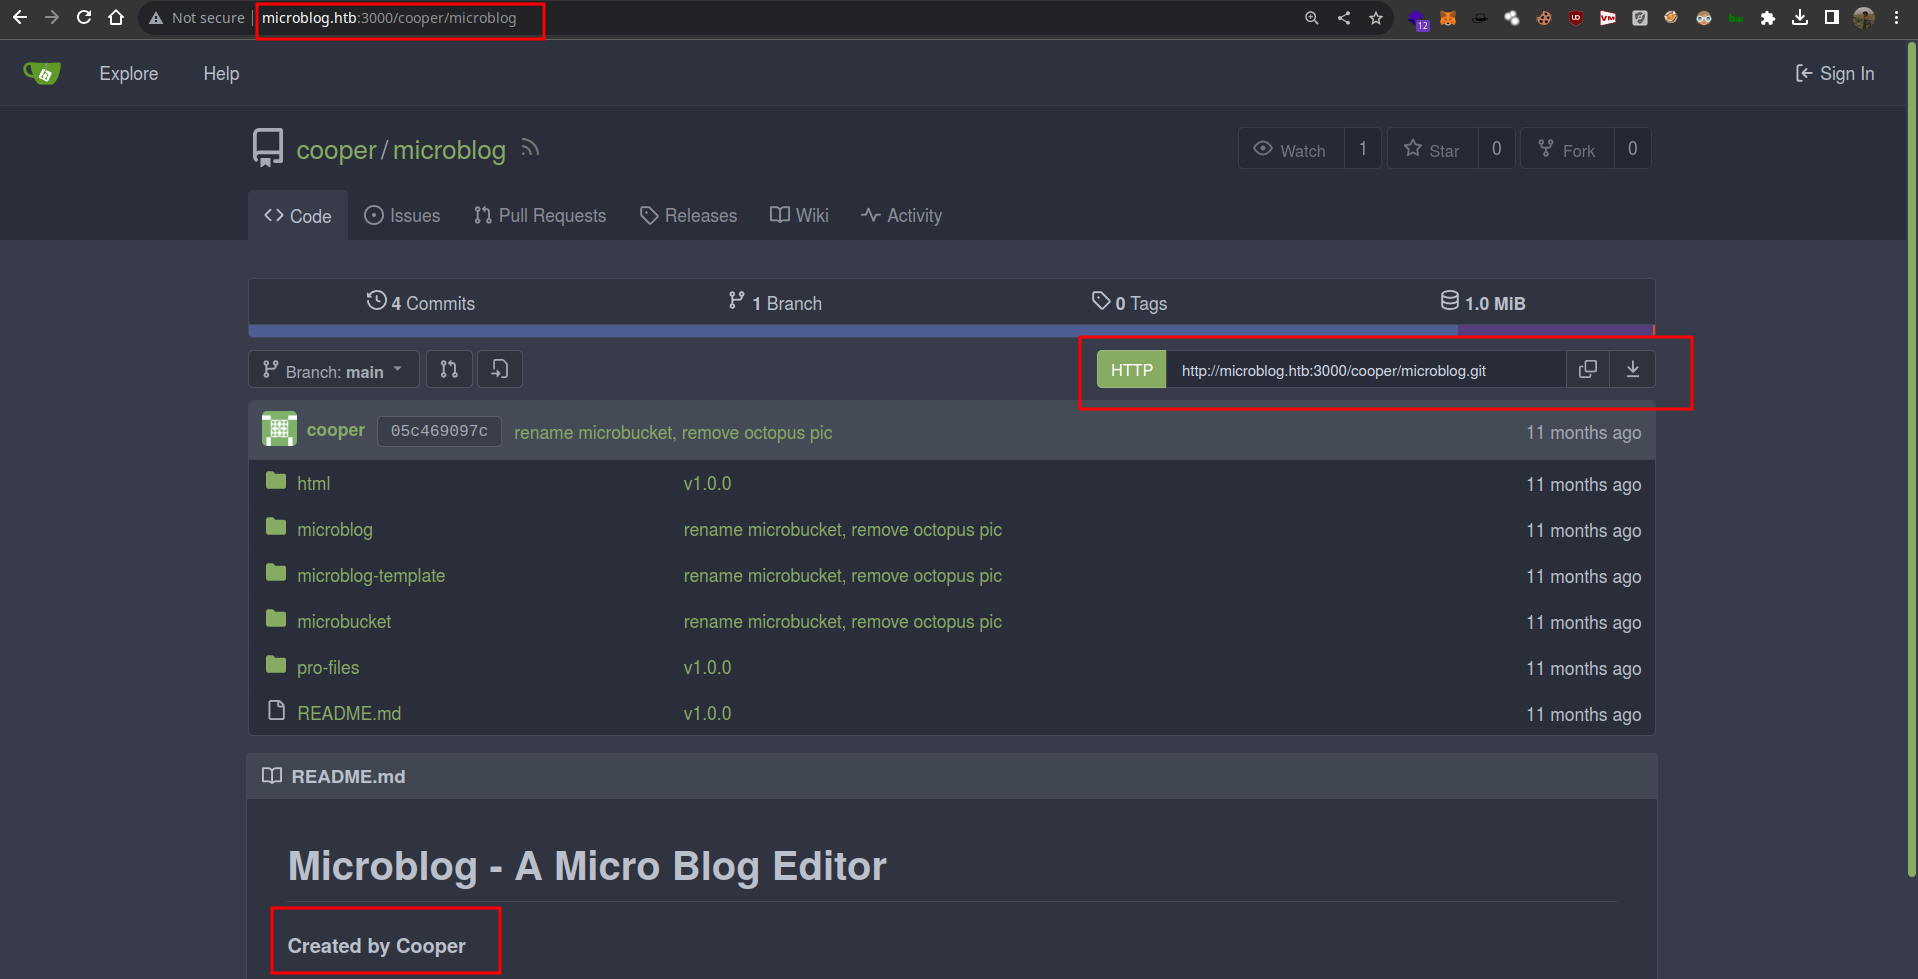 Not secure microblog.htb:3000/cooper/microblog 12
Explore Help Sign In
cooper / microblog Watch 1 Star 0 Fork 0
Code Issues Pull Requests Releases Wiki Activity
4 Commits 1 Branch 0 Tags 1.0 MiB
Branch: main HTTP http://microblog.htb:3000/cooper/microblog.git
cooper 05c469097c rename microbucket, remove octopus pic 11 months ago
html v1.0.0 11 months ago
microblog rename microbucket, remove octopus pic 11 months ago
microblog-template rename microbucket, remove octopus pic 11 months ago
microbucket rename microbucket, remove octopus pic 11 months ago
pro-files v1.0.0 11 months ago
README.md v1.0.0 11 months ago
README.md
Microblog - A Micro Blog Editor
Created by Cooper